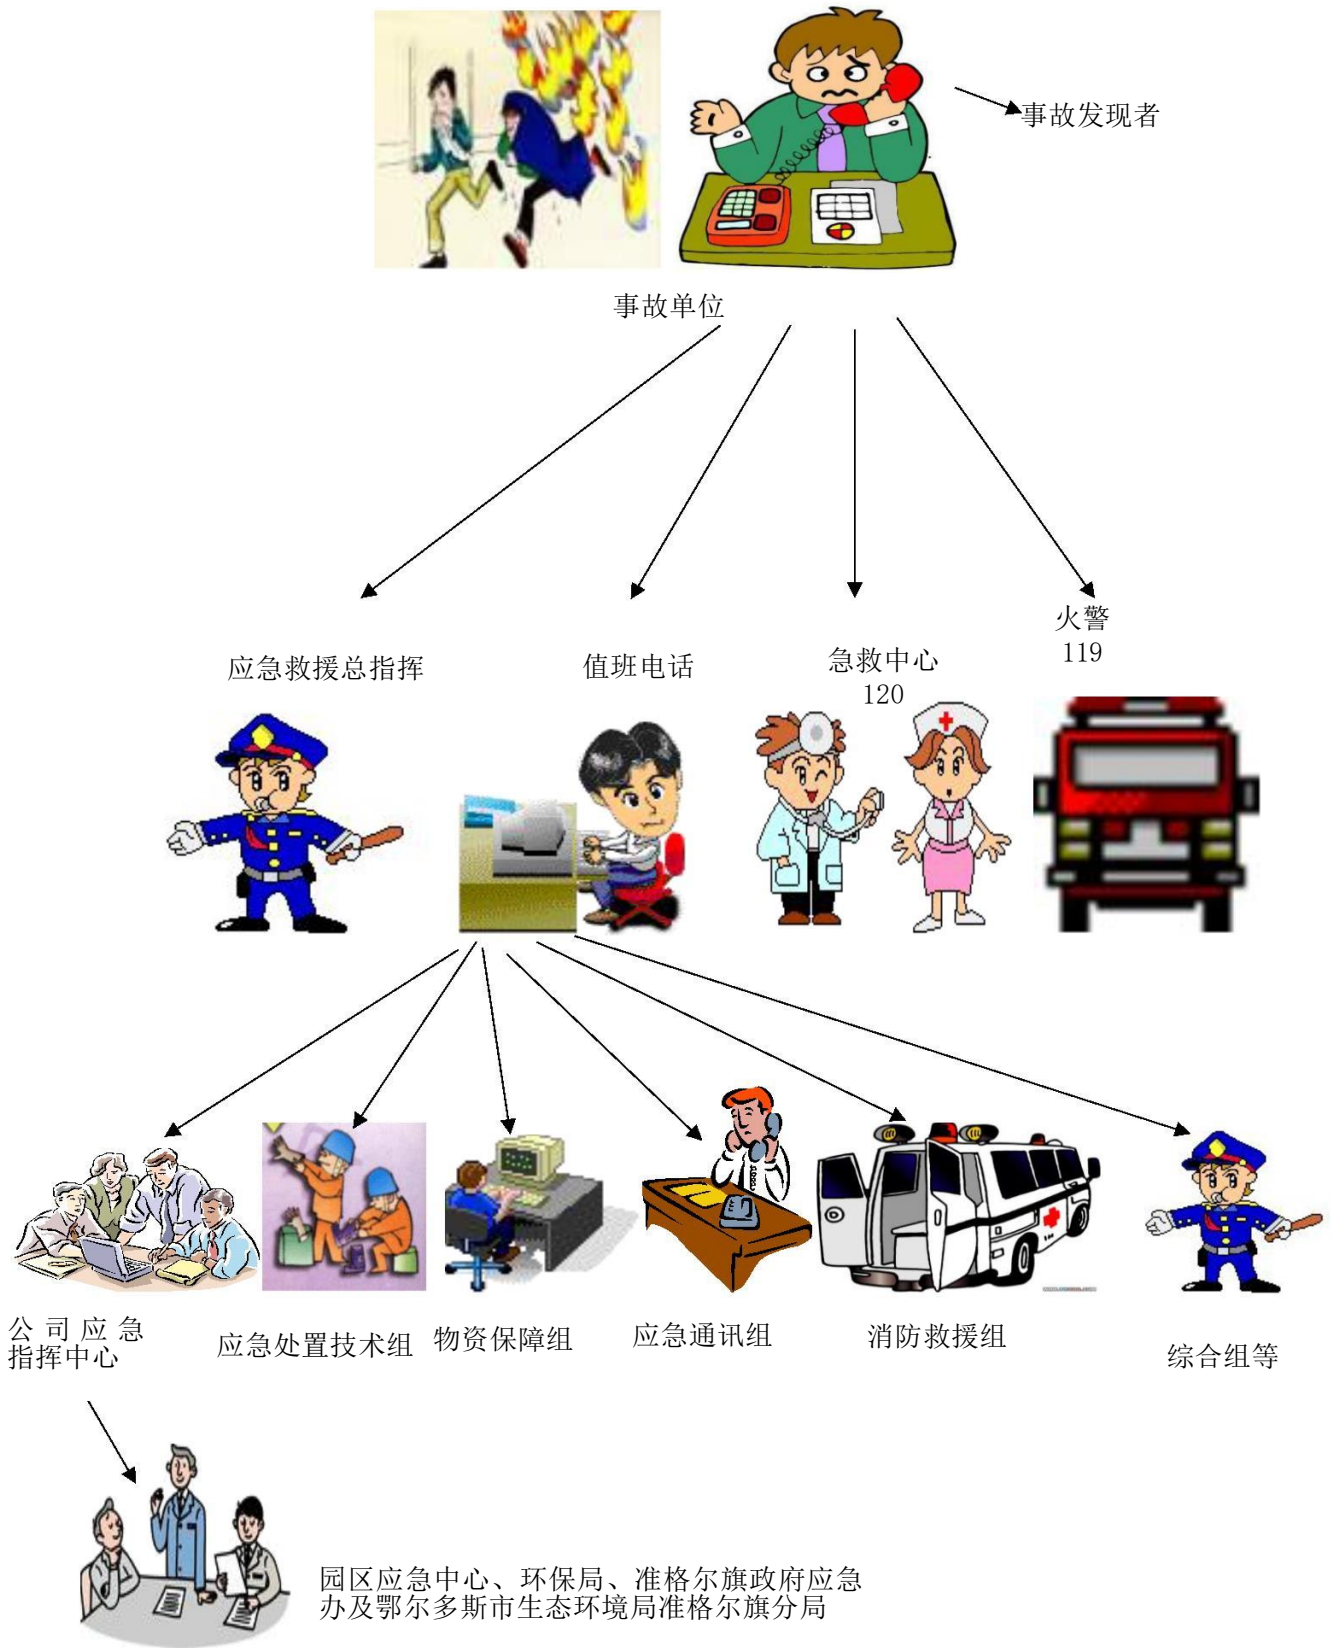 事故发现者
事故单位
应急救援总指挥
值班电话
急救中心
120
火警
119
公司应急
指挥中心
应急处置技术组
物资保障组
应急通讯组
消防救援组
综合组等
园区应急中心、环保局、准格尔旗政府应急
办及鄂尔多斯市生态环境局准格尔旗分局